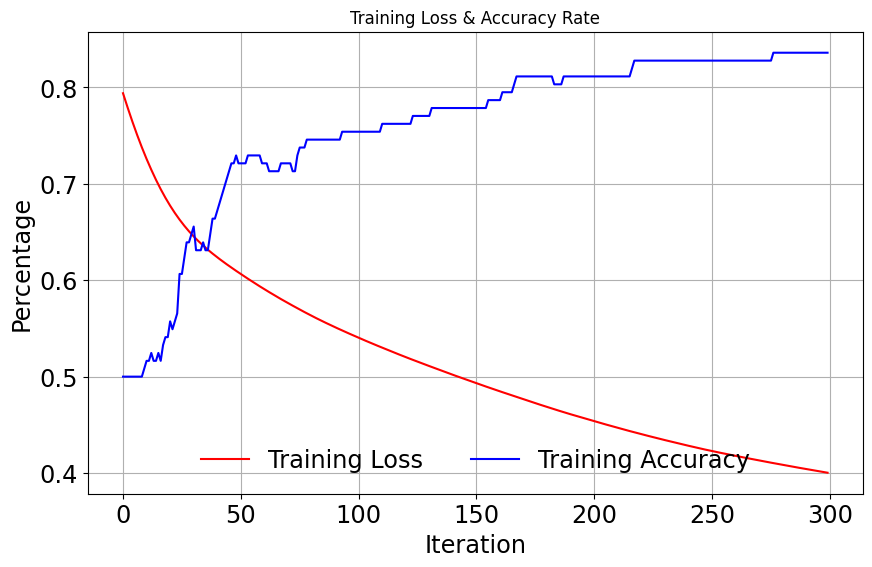 Training Loss & Accuracy Rate
0.8
0.7
0.6
0.5
0.4
Percentage
Training Loss Training Accuracy
0 50 100 150 200 250 300
Iteration